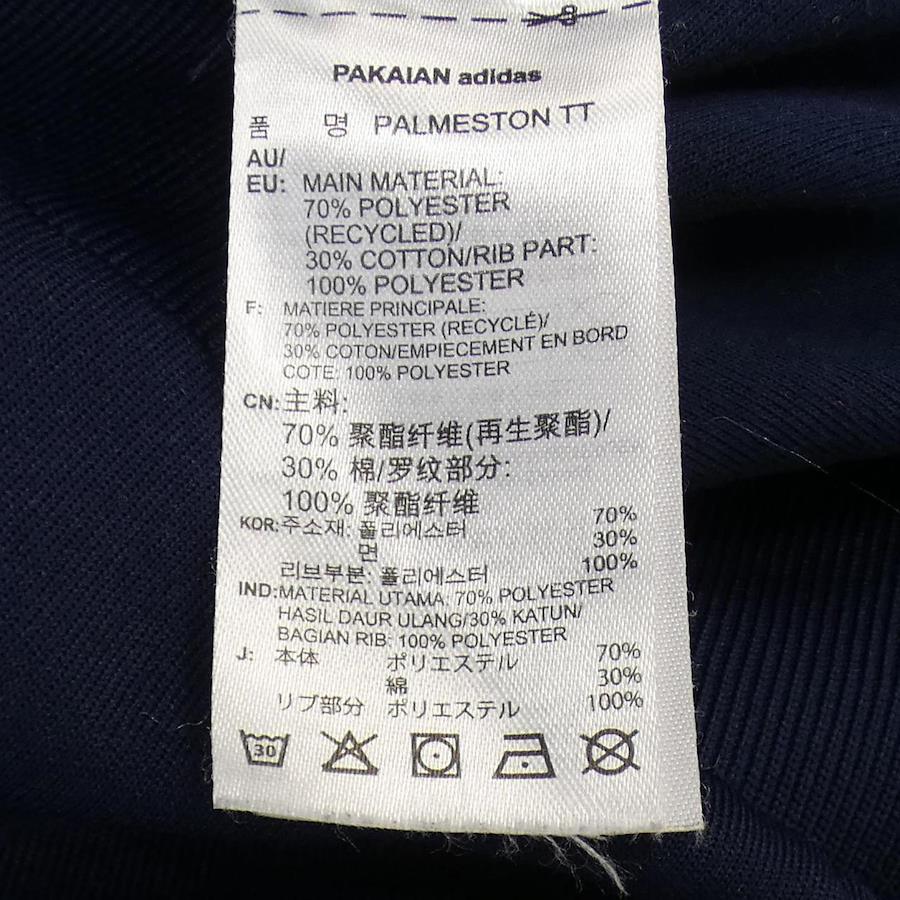 PAKAIAN adidas
품 명 PALMESTON TT
AU/
EU: MAIN MATERIAL:
70% POLYESTER
(RECYCLED)/
30% COTTON/RIB PART:
100% POLYESTER
F: MATIERE PRINCIPALE:
70% POLYESTER (RECYCLÉ)/
30% COTON/EMPIECEMENT EN BORD
COTE: 100% POLYESTER
CN: 主料:
70% 聚酯纤维(再生聚酯)/
30% 棉/罗纹部分:
100% 聚酯纤维
KOR: 주소재: 폴리에스터 70%
면 30%
리브부분: 폴리에스터 100%
IND: MATERIAL UTAMA: 70% POLYESTER
HASIL DAUR ULANG/30% KATUN/
BAGIAN RIB: 100% POLYESTER
J: 本体 ポリエステル 70%
綿 30%
リブ部分 ポリエステル 100%
30